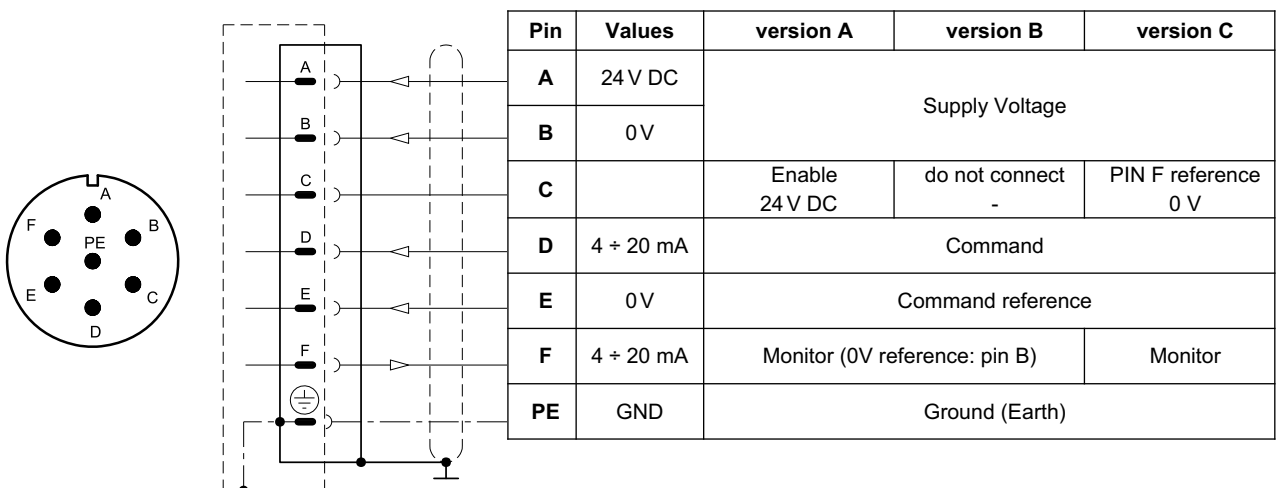 A
B
C
D
E
F
PE
A
B
C
D
E
F
Pin Values version A version B version C
A 24 V DC Supply Voltage
B 0 V
C Enable do not connect PIN F reference
24 V DC - 0 V
D 4 ÷ 20 mA Command
E 0 V Command reference
F 4 ÷ 20 mA Monitor (0V reference: pin B) Monitor
PE GND Ground (Earth)